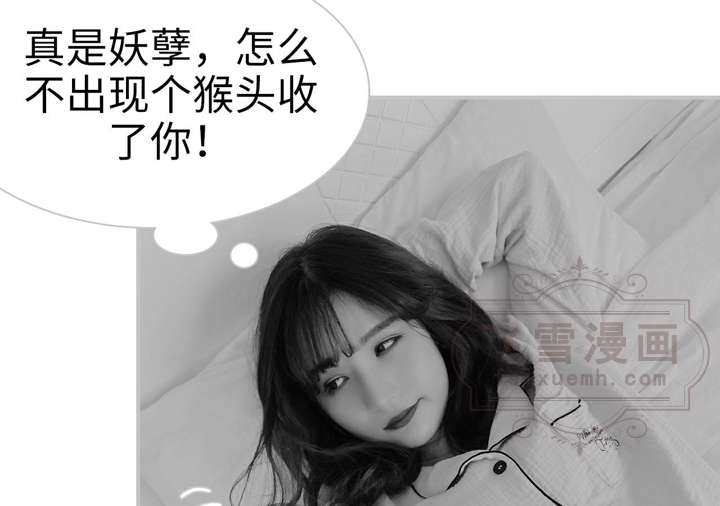 真是妖孽，怎么
不出现个猴头收
了你！
雪漫画
xuemh.com